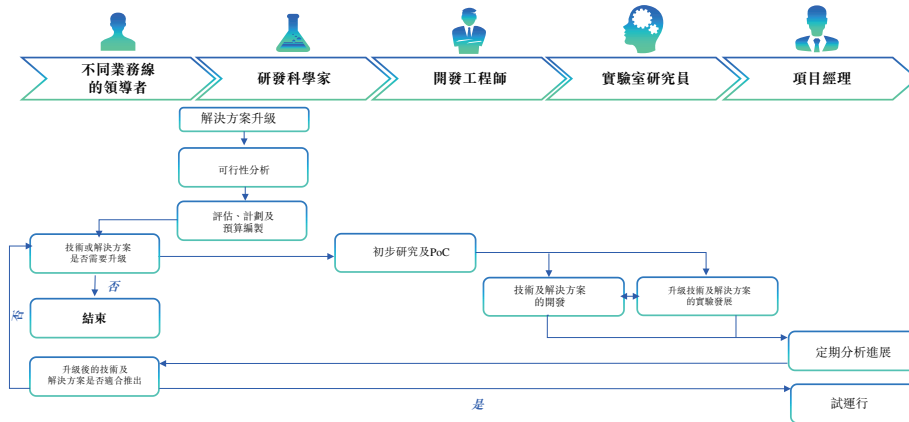 不同業務線
的領導者
研發科學家
開發工程師
實驗室研究員
項目經理
解決方案升級
可行性分析
評估、計劃及
預算編製
技術或解決方案
是否需要升級
初步研究及PoC
否
技術及解決方案
的開發
升級技術及解決方案
的實驗發展
結束
否
定期分析進展
升級後的技術及
解決方案是否適合推出
是
試運行